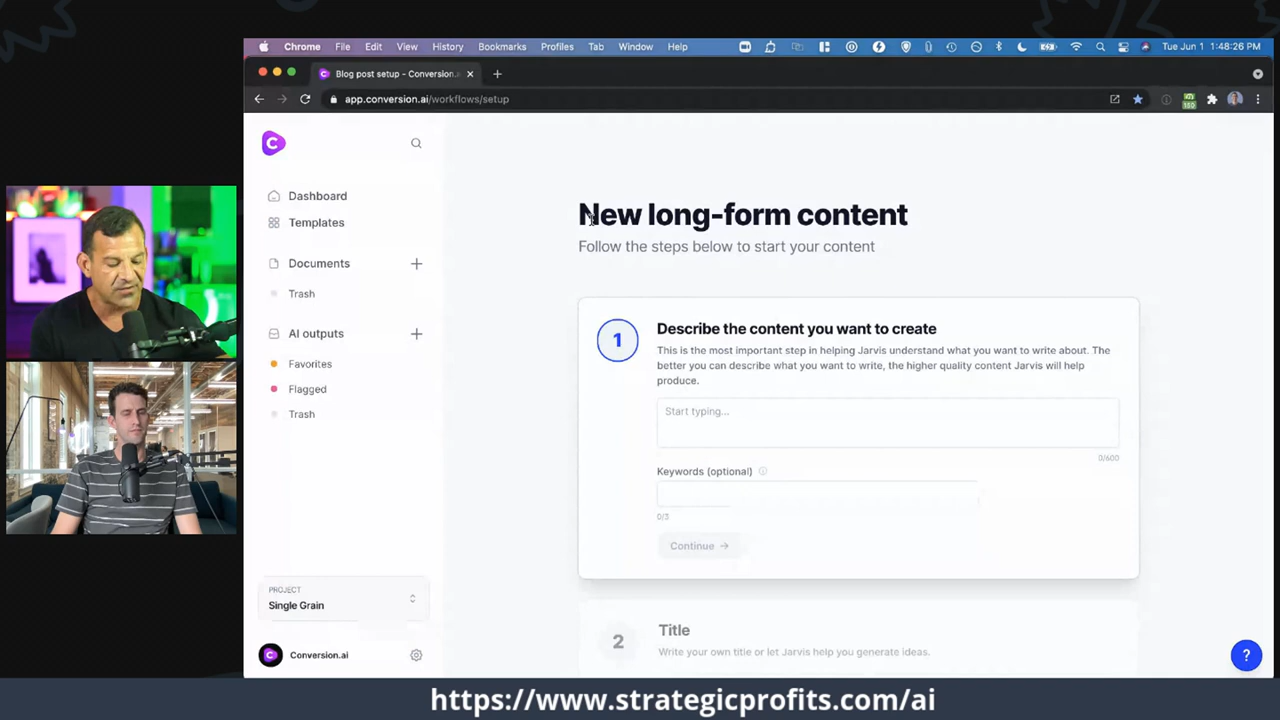 Chrome File Edit View History Bookmarks Profiles Tab Window Help
Tue Jun 1 1:48:26 PM
Blog post setup - Conversion.
app.conversion.ai/workflows/setup
150
C
Dashboard
Templates
Documents
Trash
AI outputs
Favorites
Flagged
Trash
PROJECT
Single Grain
Conversion.ai
New long-form content
Follow the steps below to start your content
1
Describe the content you want to create
This is the most important step in helping Jarvis understand what you want to write about. The
better you can describe what you want to write, the higher quality content Jarvis will help
produce.
Start typing...
0/600
Keywords (optional)
0/3
Continue →
2
Title
Write your own title or let Jarvis help you generate ideas.
?
https://www.strategicprofits.com/ai